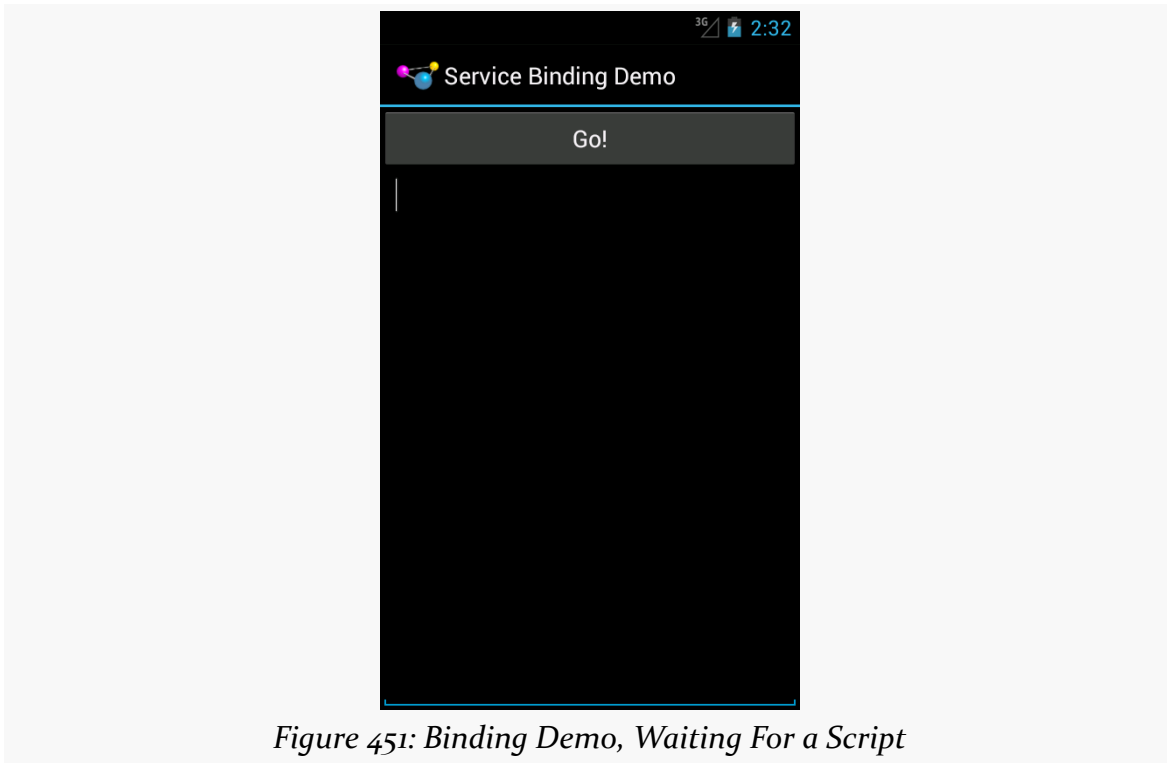 3G 2:32
Service Binding Demo
Go!
Figure 451: Binding Demo, Waiting For a Script